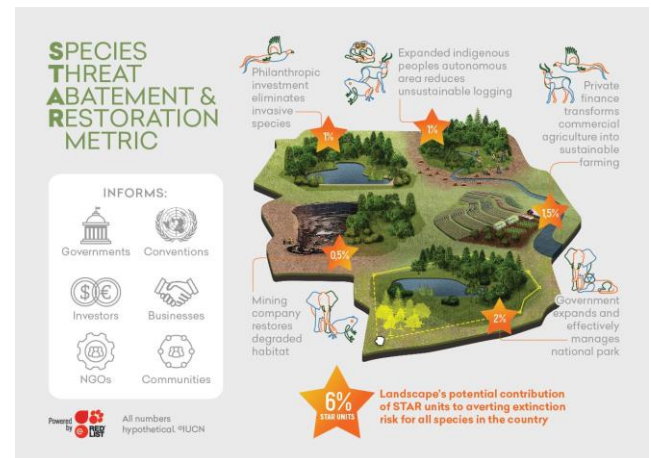 SPECIES
THREAT
ABATEMENT &
RESTORATION
METRIC
INFORMS:
Governments
Conventions
Investors
Businesses
NGOs
Communities
Powered
by
RED
LIST
All numbers
hypothetical. ©IUCN
Philanthropic
investment
eliminates
invasive
species
1%
Expanded indigenous
peoples autonomous
area reduces
unsustainable logging
1%
Private
finance
transforms
commercial
agriculture into
sustainable
farming
1,5%
0,5%
Mining
company
restores
degraded
habitat
2%
Government
expands and
effectively
manages
national park
6%
STAR UNITS
Landscape's potential contribution
of STAR units to averting extinction
risk for all species in the country